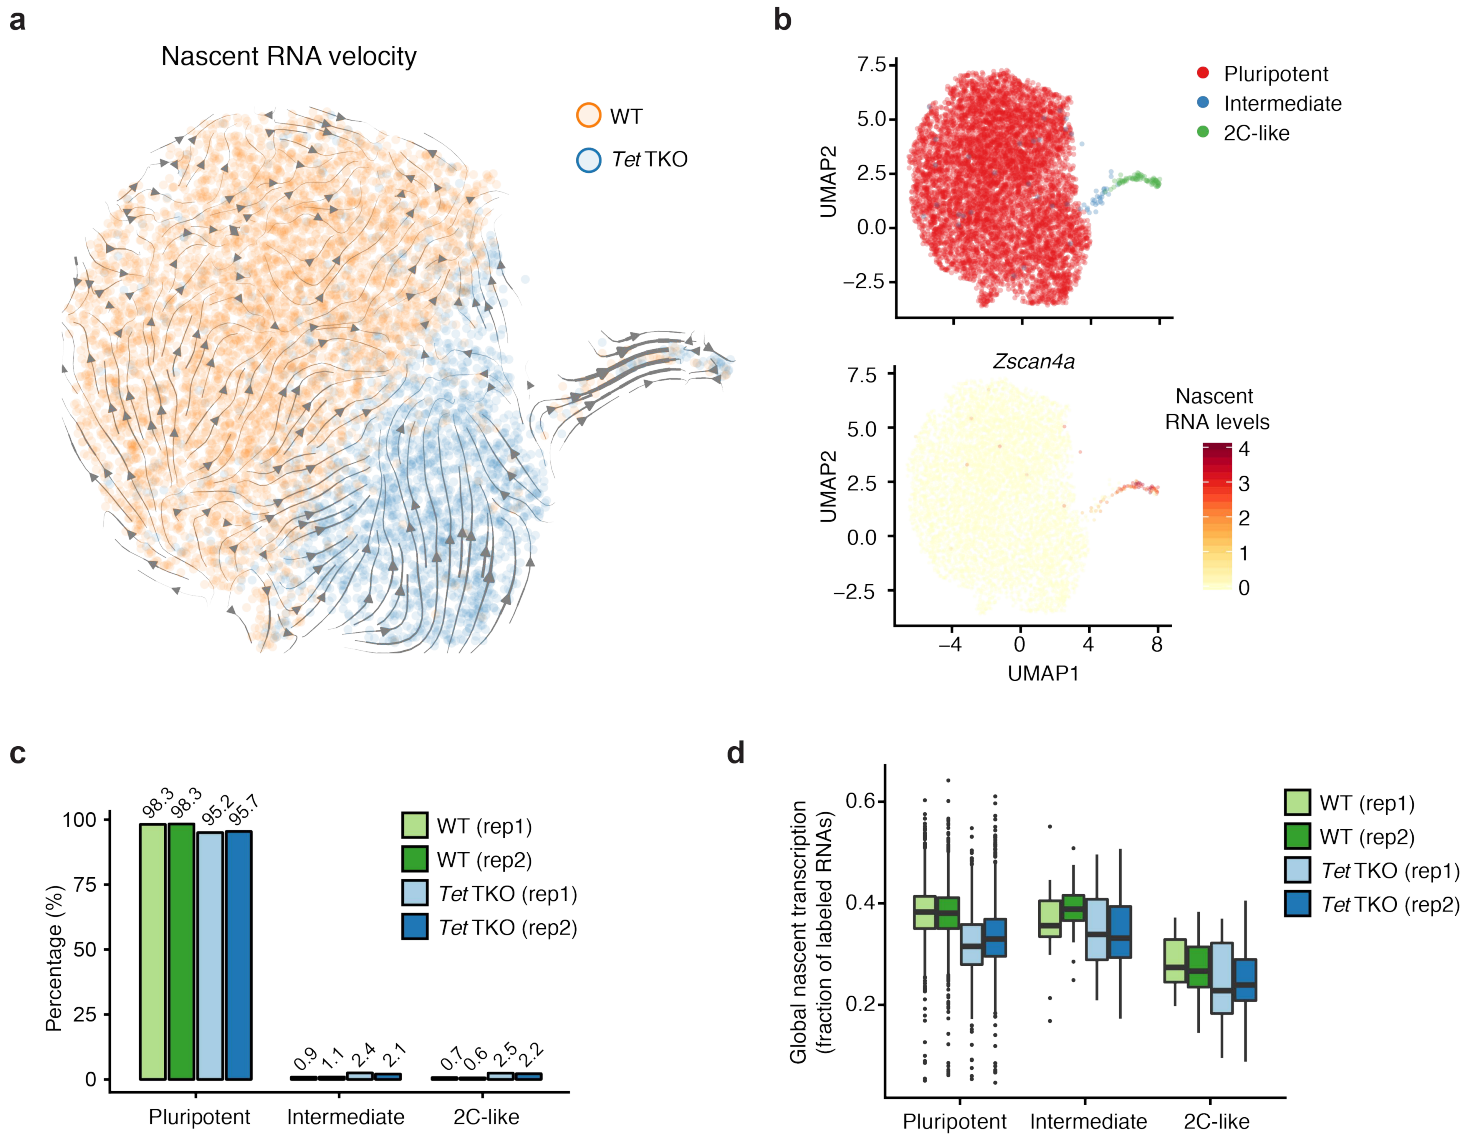 a
Nascent RNA velocity
WT
Tet TKO
b
7.5
5.0
2.5
0.0
−2.5
UMAP2
Pluripotent
Intermediate
2C-like
Zscan4a
7.5
5.0
2.5
0.0
−2.5
UMAP2
−4 0 4 8
UMAP1
Nascent
RNA levels
4
3
2
1
0
c
Percentage (%)
100
75
50
25
0
98.3 98.3 95.2 95.7
0.9 1.1 2.4 2.1
0.7 0.6 2.5 2.2
Pluripotent Intermediate 2C-like
WT (rep1)
WT (rep2)
Tet TKO (rep1)
Tet TKO (rep2)
d
Global nascent transcription
(fraction of labeled RNAs)
0.6
0.4
0.2
Pluripotent Intermediate 2C-like
WT (rep1)
WT (rep2)
Tet TKO (rep1)
Tet TKO (rep2)